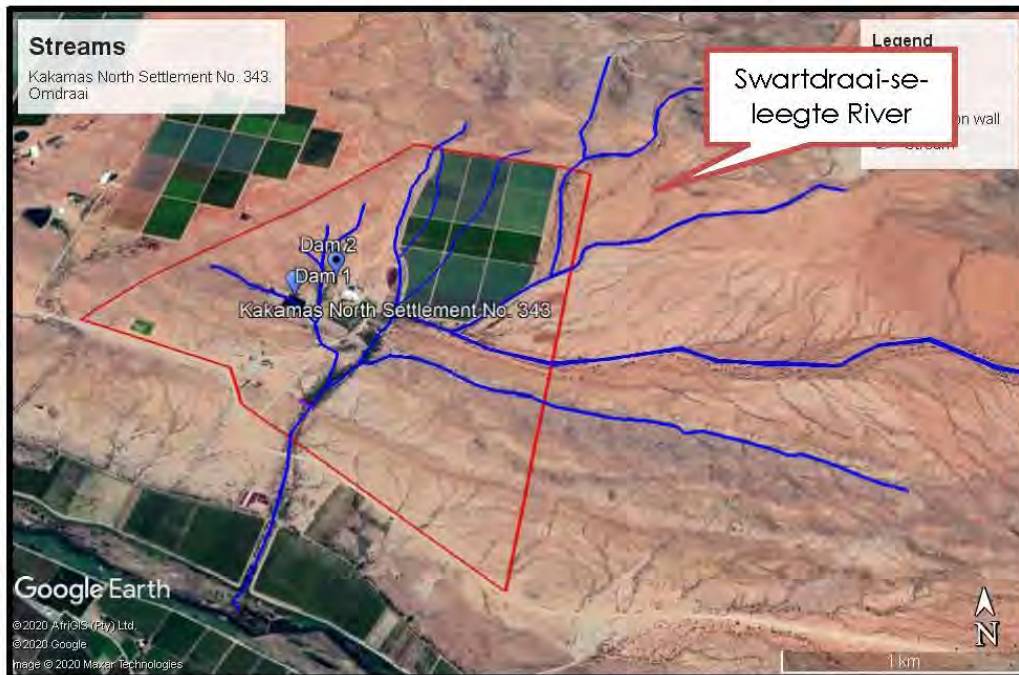 Streams
Kakamas North Settlement No. 343.
Omdraai
Legend
Swartdraai-se-
leegte River
on wall
Stream
Dam 2
Dam 1
Kakamas North Settlement No. 343
Google Earth
©2020 AfriGIS (Pty) Ltd.
©2020 Google
Image © 2020 Maxar Technologies
N
1 km